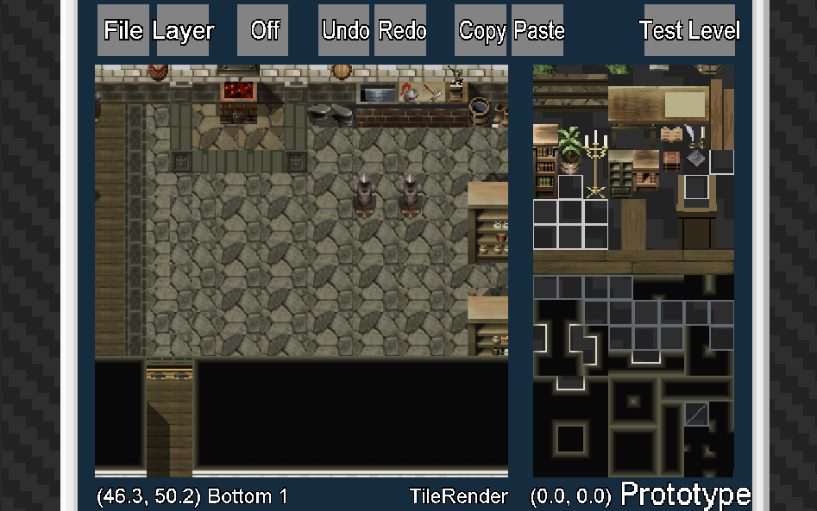 File Layer Off Undo Redo Copy Paste Test Level
(46.3, 50.2) Bottom 1 TileRender (0.0, 0.0) Prototype